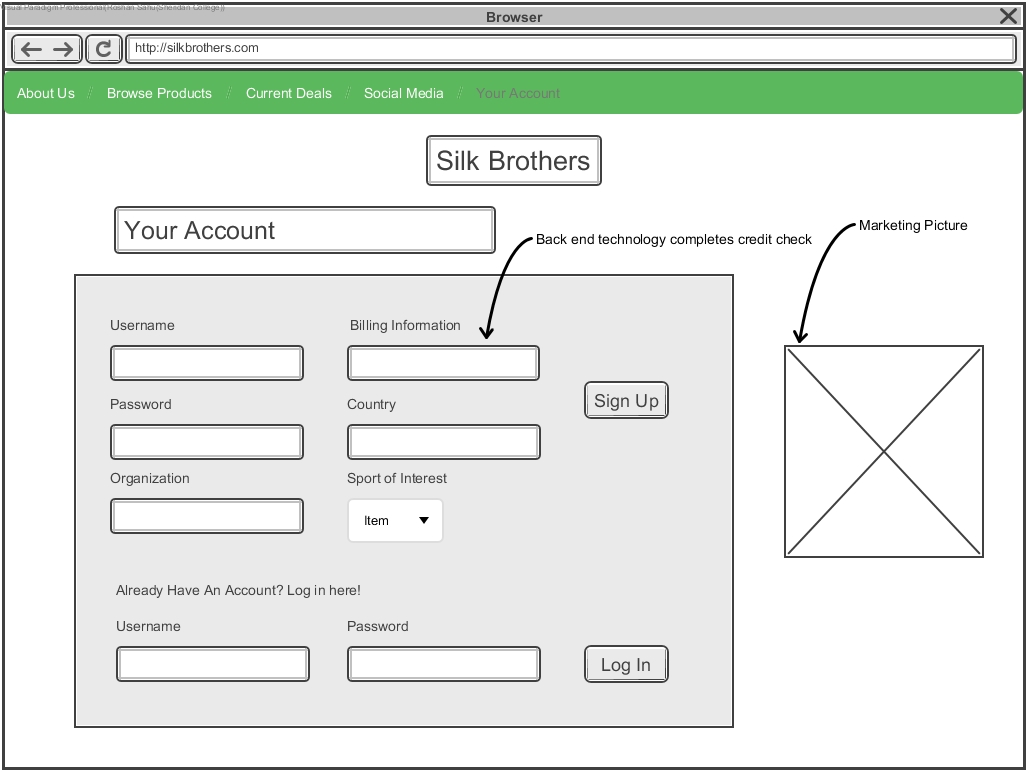 Visual Paradigm Professional(Roshan Sahu(Sheridan College))
Browser
http://silkbrothers.com
About Us / Browse Products / Current Deals / Social Media / Your Account
Silk Brothers
Your Account
Back end technology completes credit check
Marketing Picture
Username
Billing Information
Sign Up
Password
Country
Organization
Sport of Interest
Item
Already Have An Account? Log in here!
Username
Password
Log In